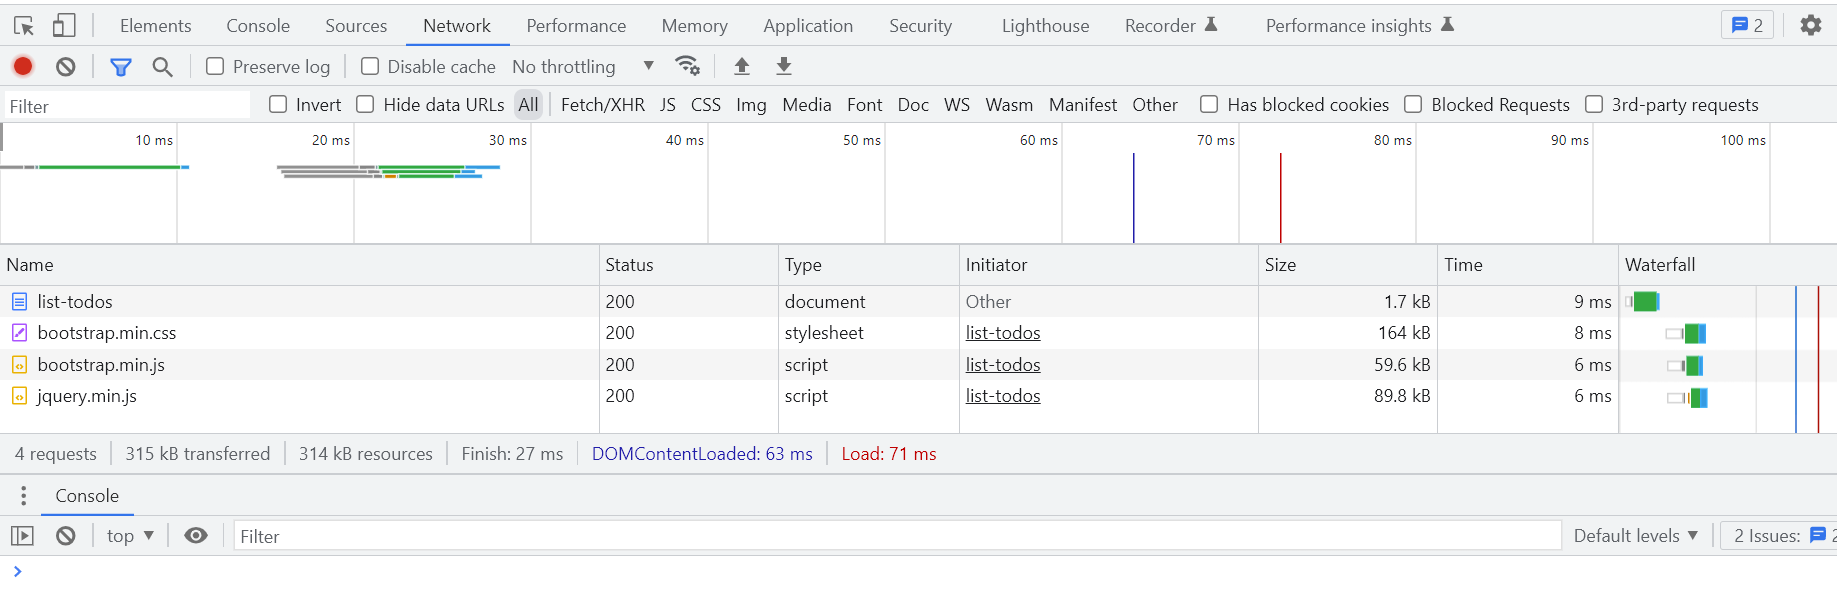 Elements Console Sources Network Performance Memory Application Security Lighthouse Recorder Performance insights 2
Preserve log Disable cache No throttling
Filter Invert Hide data URLs All Fetch/XHR JS CSS Img Media Font Doc WS Wasm Manifest Other Has blocked cookies Blocked Requests 3rd-party requests
10 ms 20 ms 30 ms 40 ms 50 ms 60 ms 70 ms 80 ms 90 ms 100 ms
Name Status Type Initiator Size Time Waterfall
list-todos 200 document Other 1.7 kB 9 ms
bootstrap.min.css 200 stylesheet list-todos 164 kB 8 ms
bootstrap.min.js 200 script list-todos 59.6 kB 6 ms
jquery.min.js 200 script list-todos 89.8 kB 6 ms
4 requests 315 kB transferred 314 kB resources Finish: 27 ms DOMContentLoaded: 63 ms Load: 71 ms
Console
top Filter Default levels 2 Issues: 2